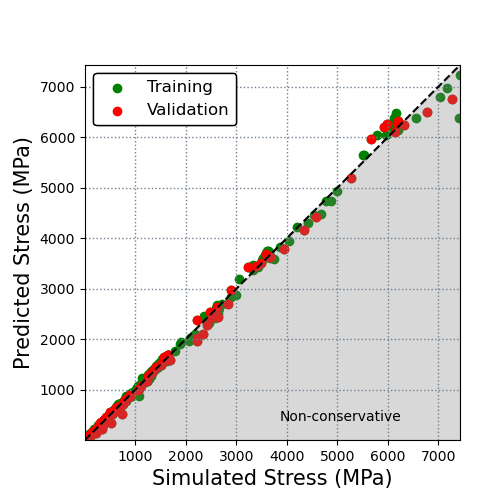 Training
Validation
7000
6000
5000
4000
3000
2000
1000
Predicted Stress (MPa)
Non-conservative
1000 2000 3000 4000 5000 6000 7000
Simulated Stress (MPa)